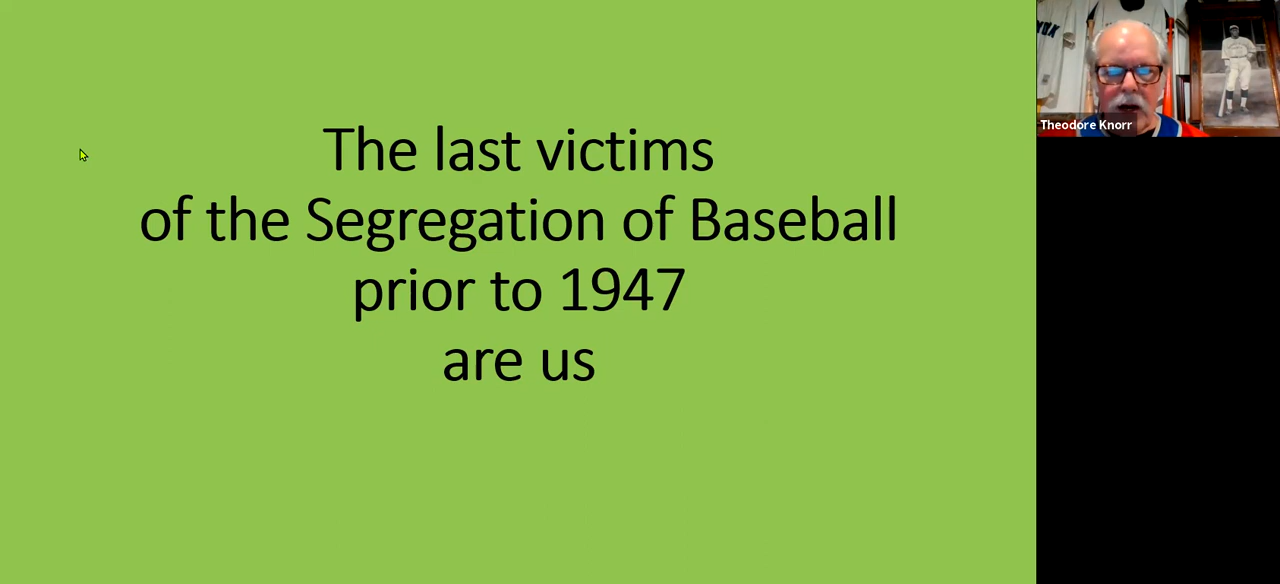 The last victims
of the Segregation of Baseball
prior to 1947
are us
Theodore Knorr